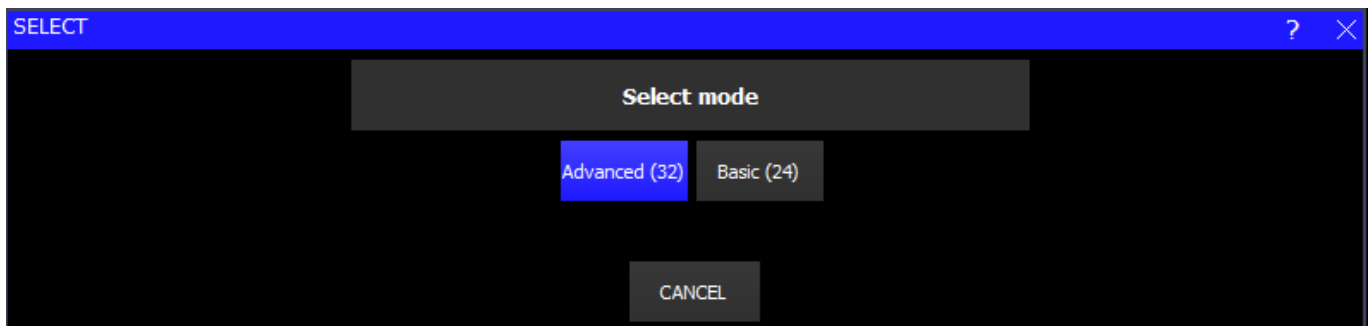 SELECT ?
Select mode
Advanced (32) Basic (24)
CANCEL